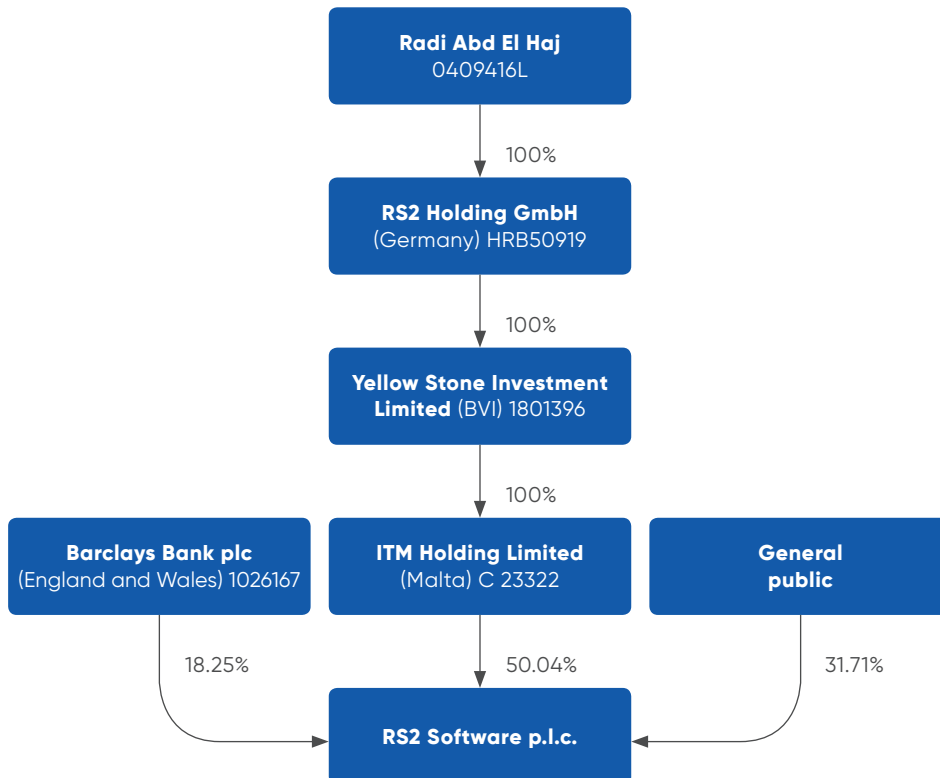 Radi Abd El Haj
0409416L
100%
RS2 Holding GmbH
(Germany) HRB50919
100%
Yellow Stone Investment
Limited (BVI) 1801396
100%
Barclays Bank plc
(England and Wales) 1026167
ITM Holding Limited
(Malta) C 23322
General
public
18.25%
50.04%
31.71%
RS2 Software p.l.c.